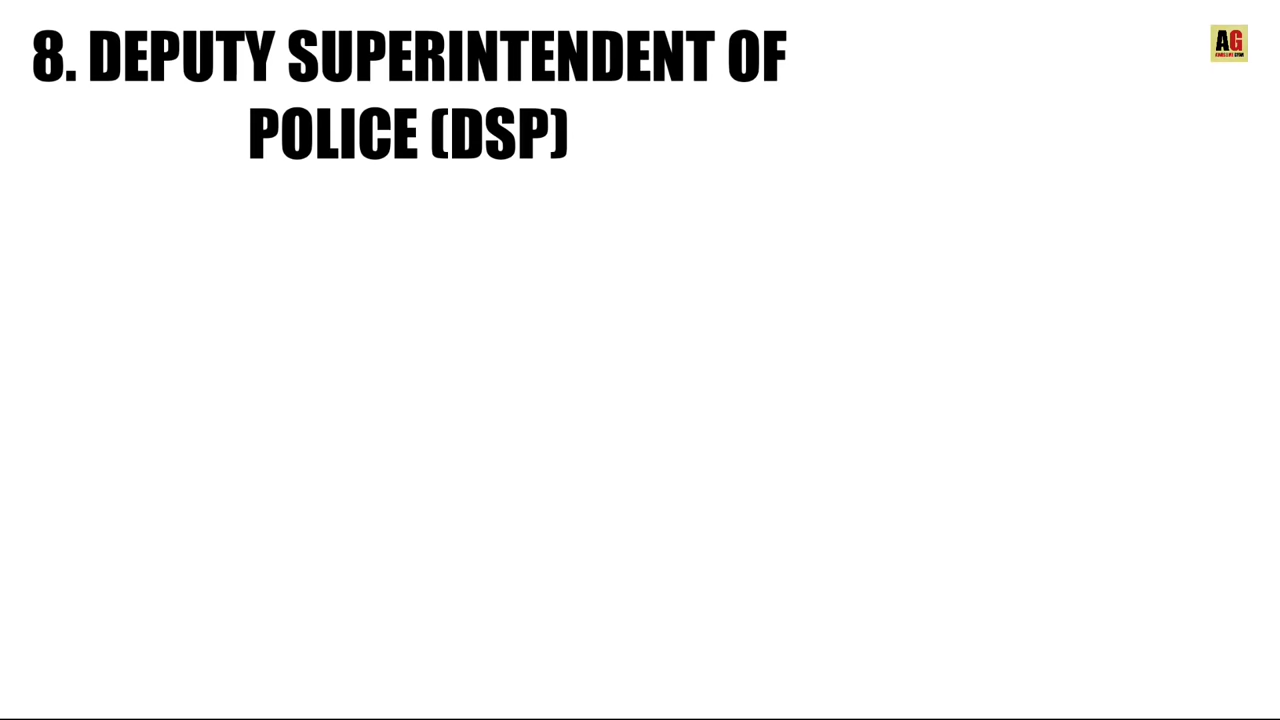 8. DEPUTY SUPERINTENDENT OF
POLICE (DSP)
AG